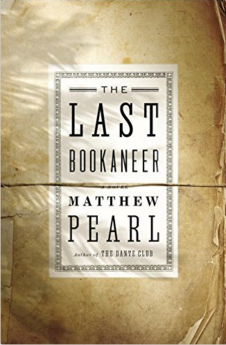 THE
LAST
BOOKANEER
a novel
MATTHEW
PEARL
Author of THE DANTE CLUB